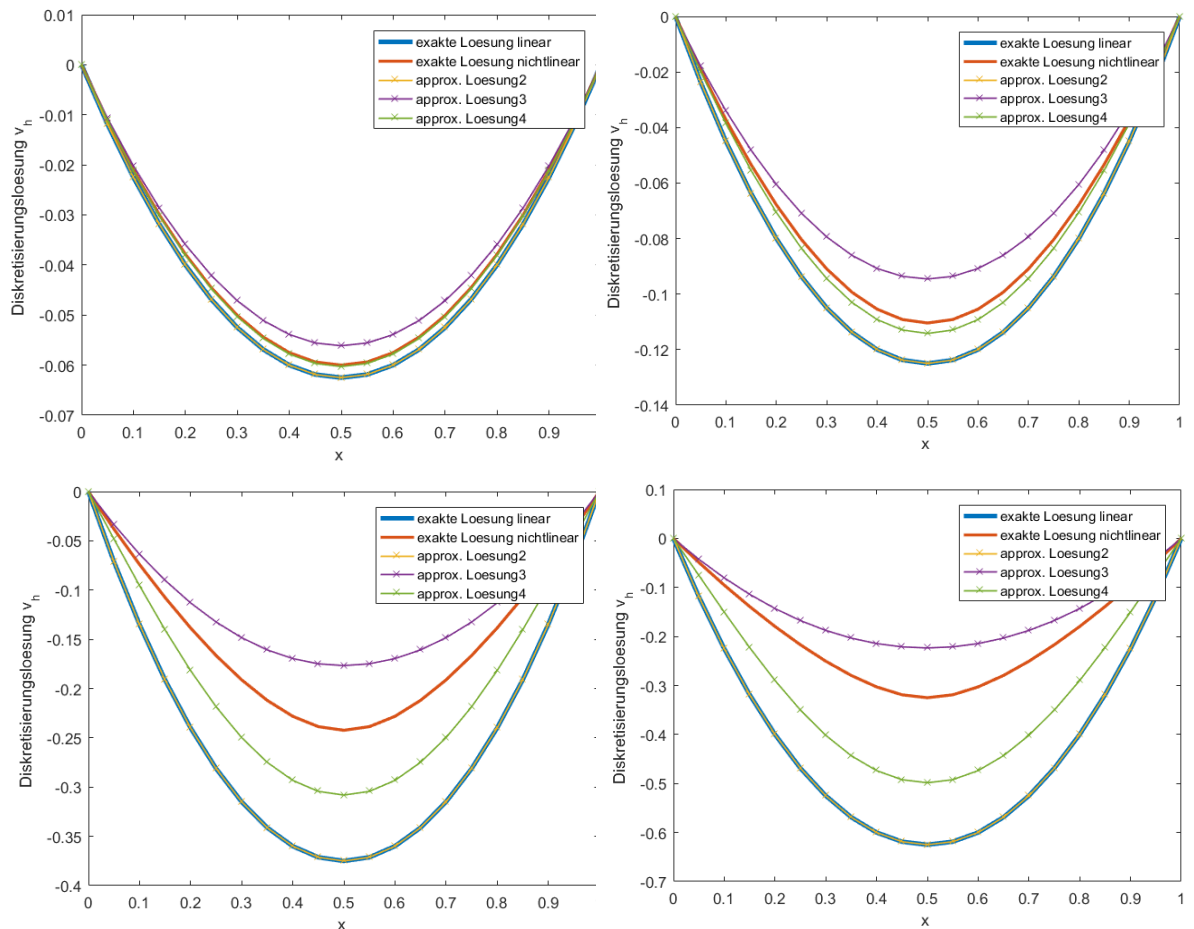 0.01
0
-0.01
-0.02
-0.03
-0.04
-0.05
-0.06
-0.07
Diskretisierungsloesung v_h
0 0.1 0.2 0.3 0.4 0.5 0.6 0.7 0.8 0.9
x
exakte Loesung linear
exakte Loesung nichtlinear
approx. Loesung2
approx. Loesung3
approx. Loesung4
0
-0.02
-0.04
-0.06
-0.08
-0.1
-0.12
-0.14
Diskretisierungsloesung v_h
0 0.1 0.2 0.3 0.4 0.5 0.6 0.7 0.8 0.9 1
x
exakte Loesung linear
exakte Loesung nichtlinear
approx. Loesung2
approx. Loesung3
approx. Loesung4
0
-0.05
-0.1
-0.15
-0.2
-0.25
-0.3
-0.35
-0.4
Diskretisierungsloesung v_h
0 0.1 0.2 0.3 0.4 0.5 0.6 0.7 0.8 0.9
x
exakte Loesung linear
exakte Loesung nichtlinear
approx. Loesung2
approx. Loesung3
approx. Loesung4
0.1
0
-0.1
-0.2
-0.3
-0.4
-0.5
-0.6
-0.7
Diskretisierungsloesung v_h
0 0.1 0.2 0.3 0.4 0.5 0.6 0.7 0.8 0.9 1
x
exakte Loesung linear
exakte Loesung nichtlinear
approx. Loesung2
approx. Loesung3
approx. Loesung4